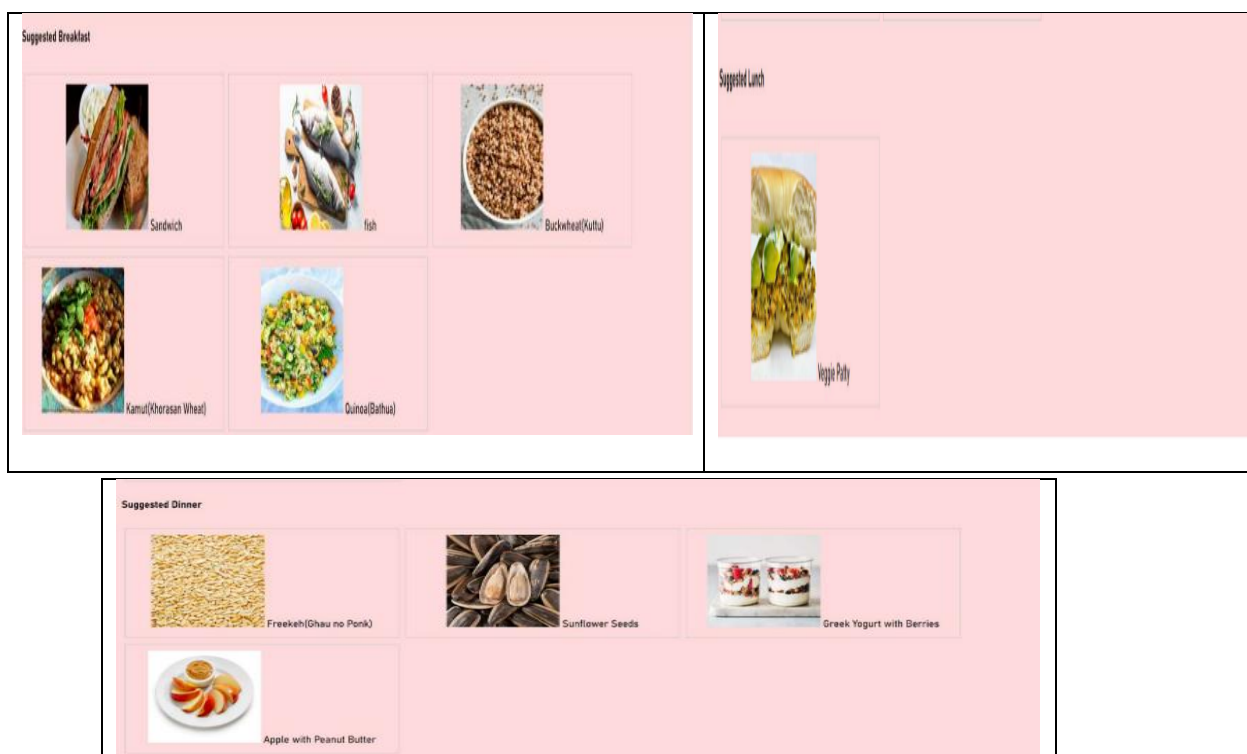 Suggested Breakfast
Sandwich
fish
Buckwheat(Kuttu)
Kamut(Khorasan Wheat)
Quinoa(Bathua)
Suggested Lunch
Veggie Patty
Suggested Dinner
Freekeh(Ghau no Ponk)
Sunflower Seeds
Greek Yogurt with Berries
Apple with Peanut Butter